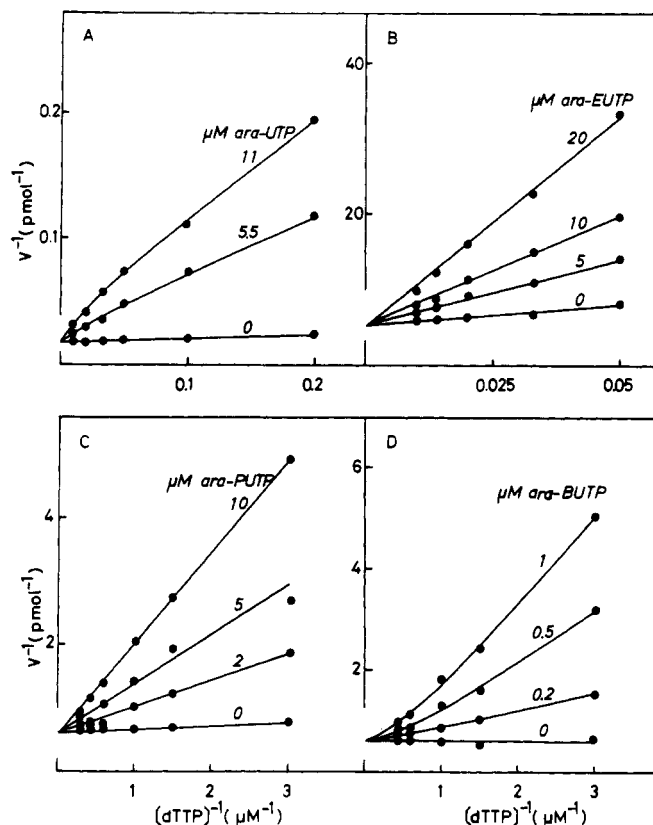 A
B
V⁻¹(pmol⁻¹)
0.2
0.1
µM ara-UTP
11
5.5
0
0.1
0.2
40
20
µM ara-EUTP
20
10
5
0
0.025
0.05
C
D
V⁻¹(pmol⁻¹)
4
2
µM ara-PUTP
10
5
2
0
1
2
3
[dTTP]⁻¹(µM⁻¹)
6
4
2
µM ara-BUTP
1
0.5
0.2
0
1
2
3
[dTTP]⁻¹(µM⁻¹)